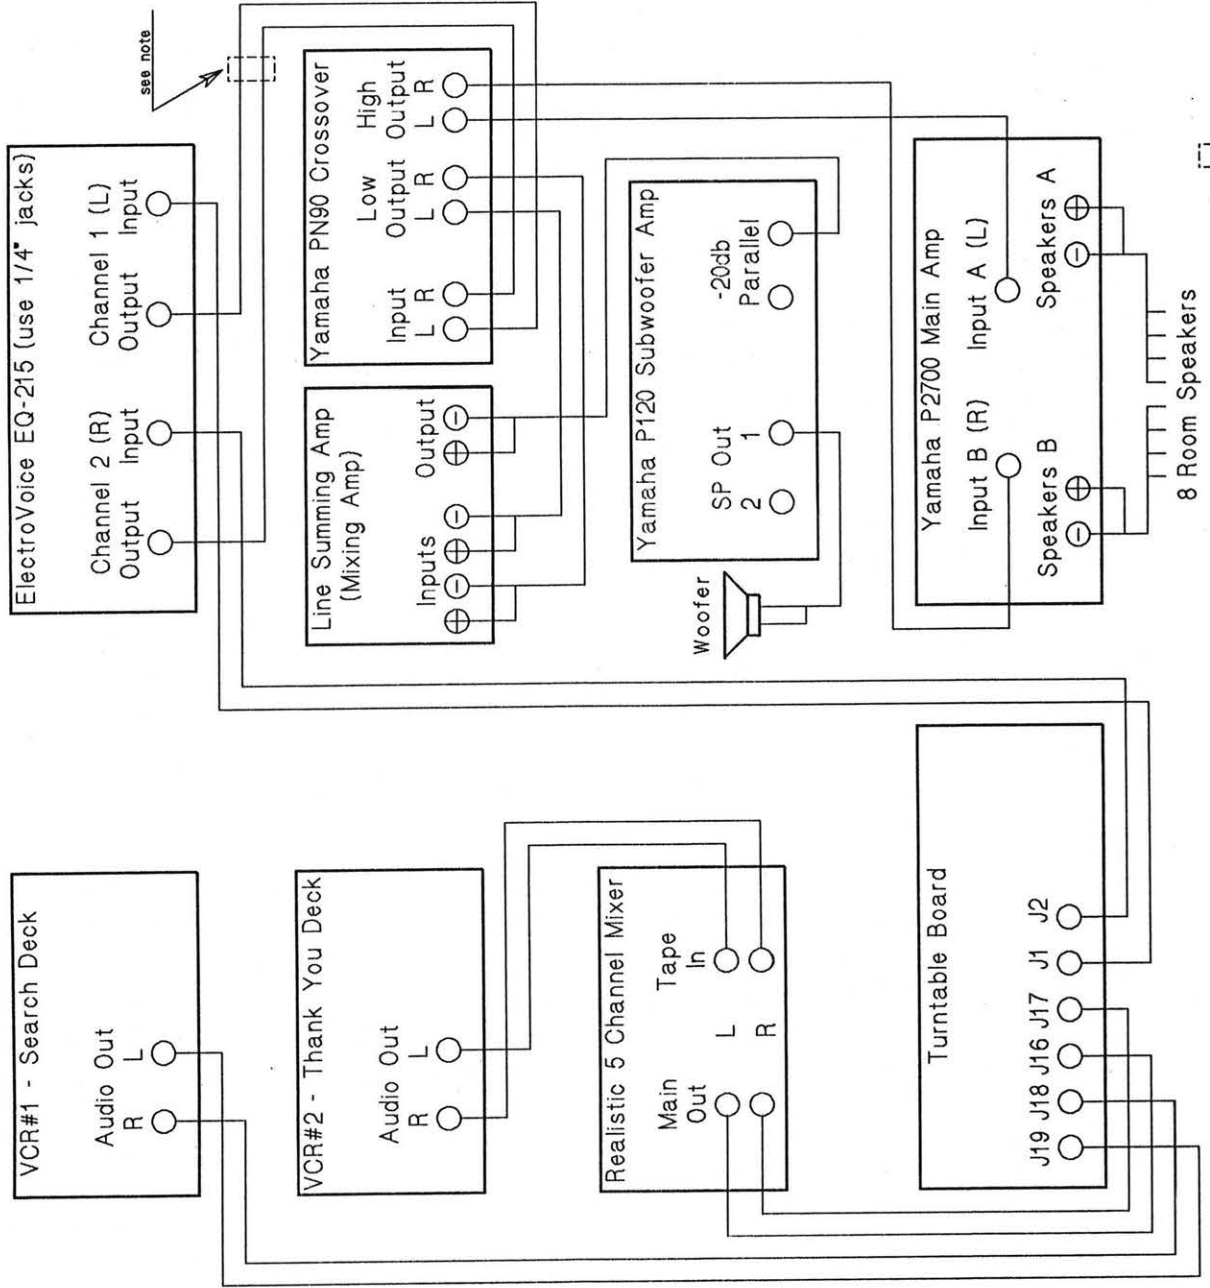 VCR#1 - Search Deck
Audio Out
R L
VCR#2 - Thank You Deck
Audio Out
R L
Realistic 5 Channel Mixer
Main Out
Tape In
L
R
Turntable Board
J19 J18 J16 J17 J1 J2
ElectroVoice EQ-215 (use 1/4" jacks)
Channel 2 (R) Channel 1 (L)
Output Input Output Input
see note
Line Summing Amp
(Mixing Amp)
Inputs Output
+ - + - + -
Yamaha PN90 Crossover
Input
L R
Low Output
L R
High Output
L R
Woofer
Yamaha P120 Subwoofer Amp
SP Out
2 1
-20db
Parallel
Yamaha P2700 Main Amp
Input B (R) Input A (L)
Speakers B Speakers A
- + - +
8 Room Speakers